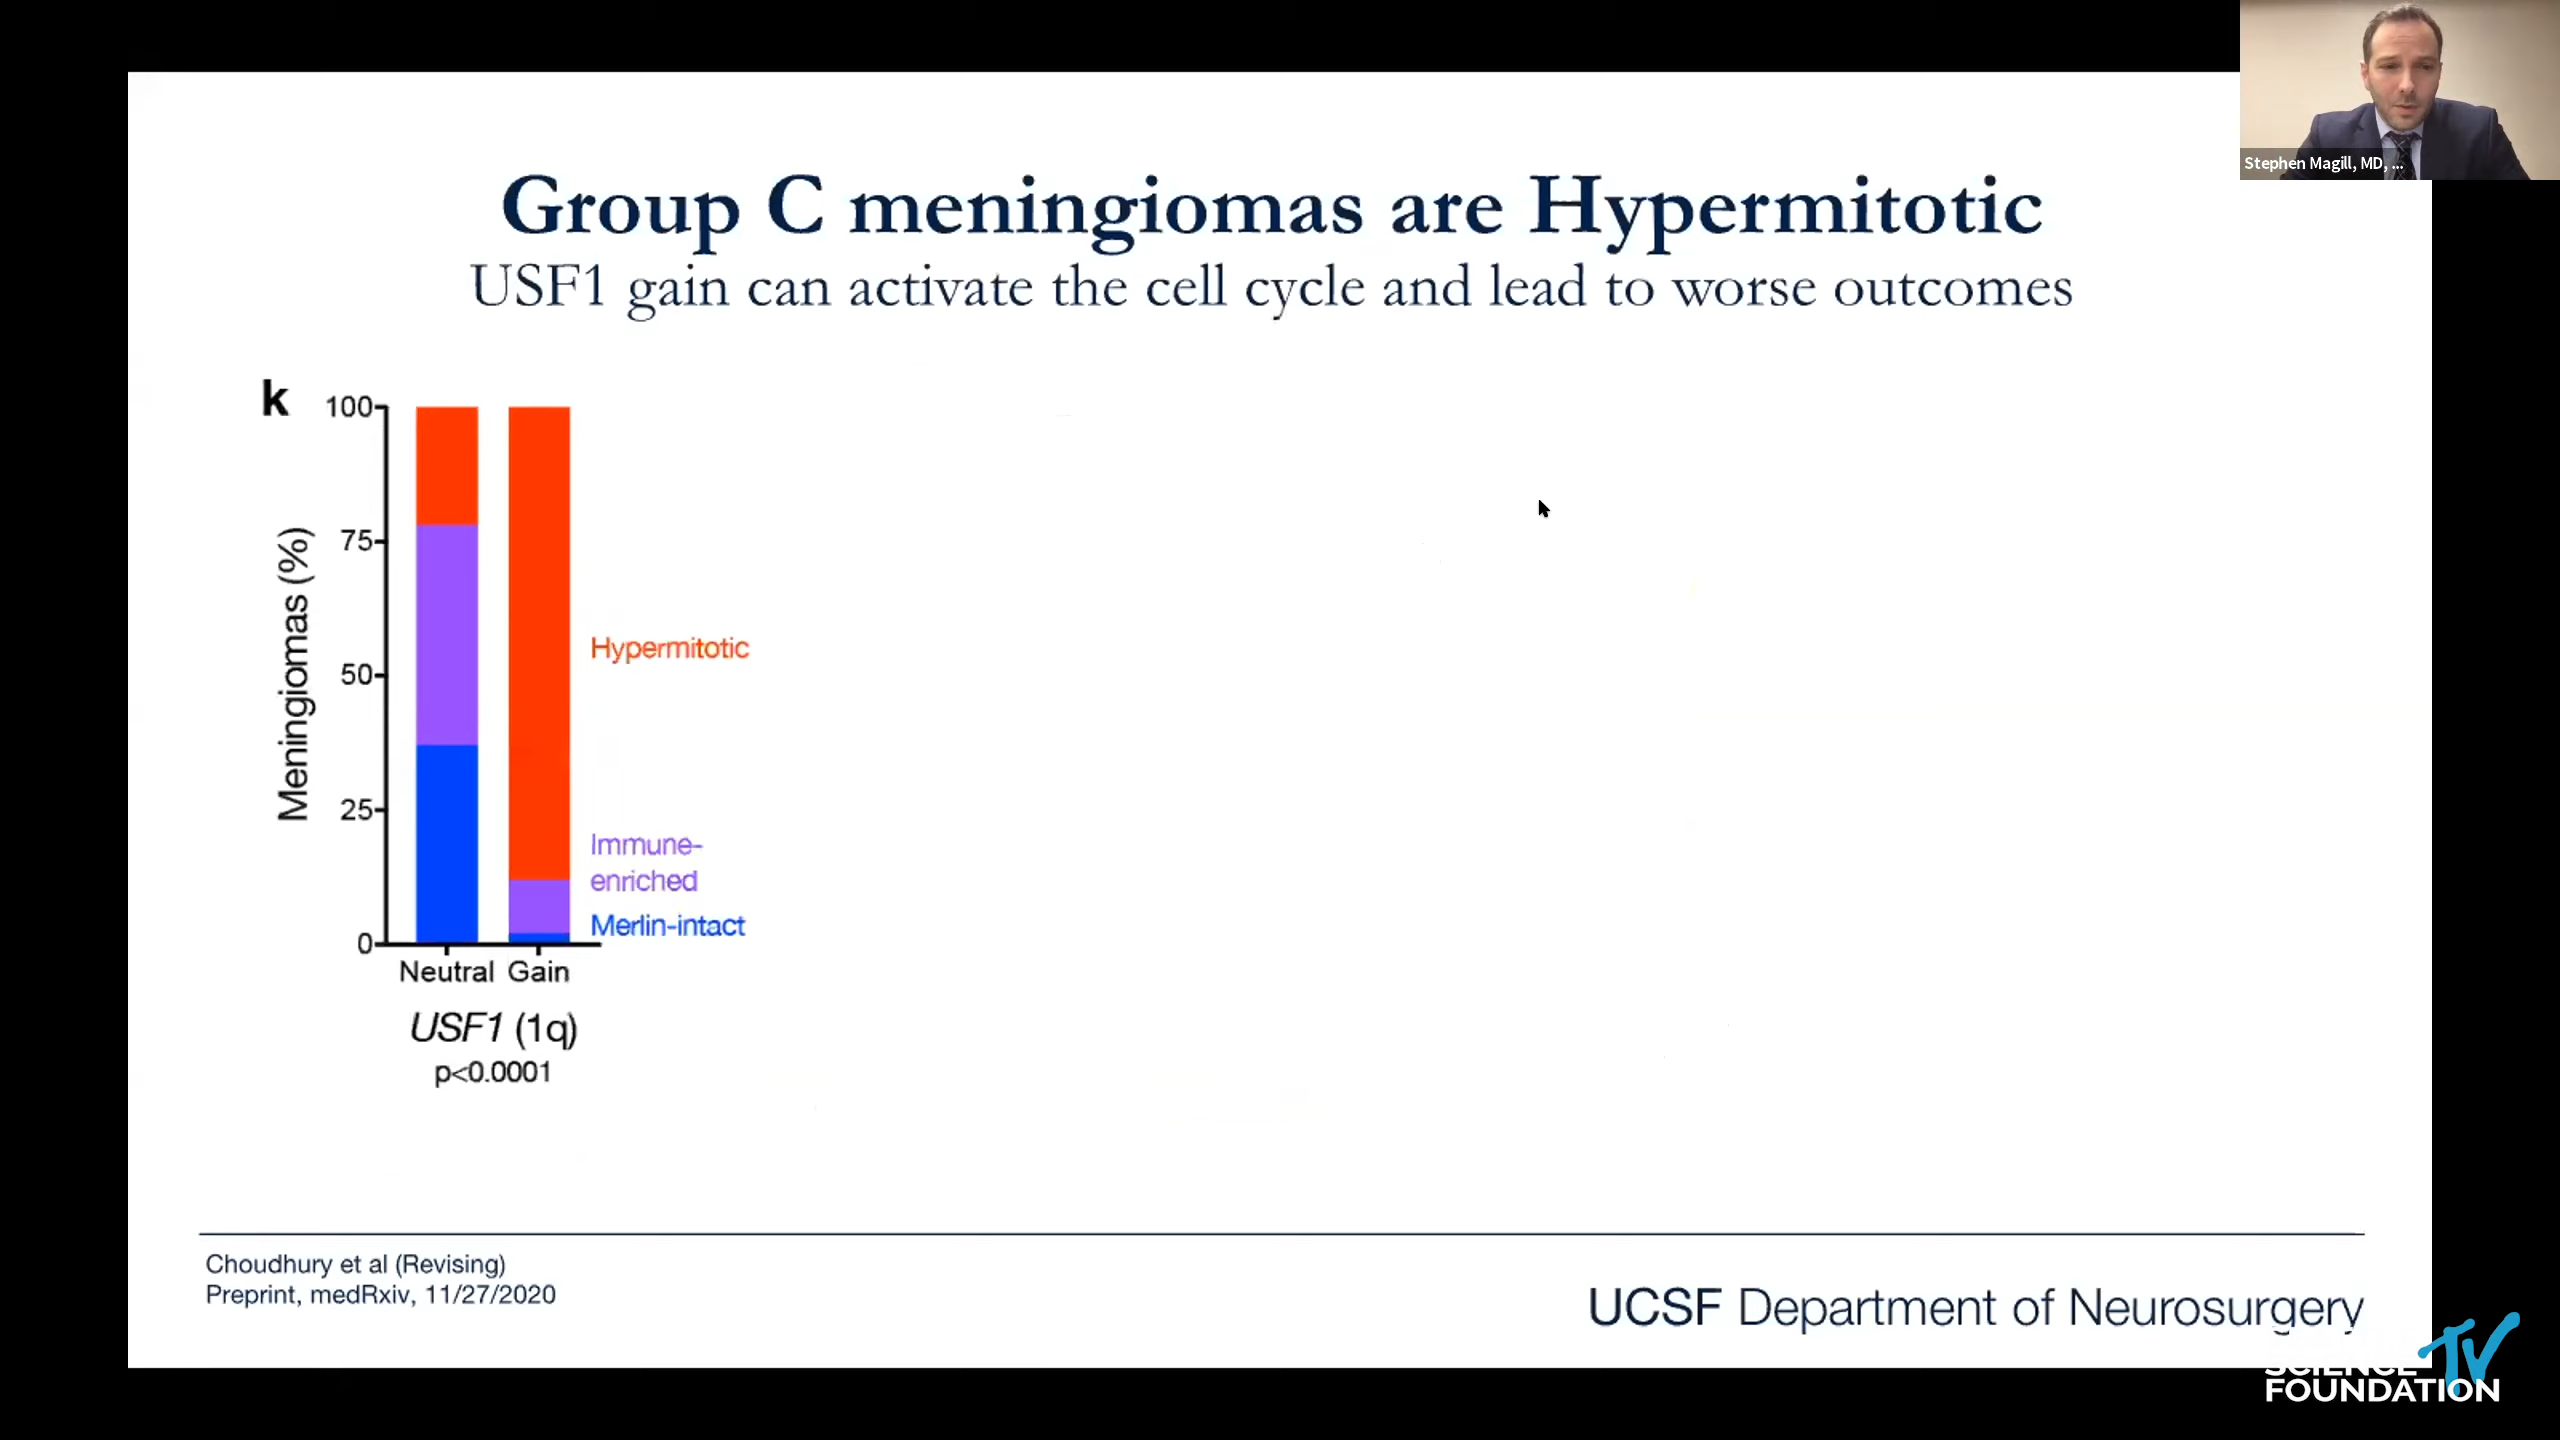 Stephen Magill, MD, ...
Group C meningiomas are Hypermitotic
USF1 gain can activate the cell cycle and lead to worse outcomes
k
Meningiomas (%)
100
75
50
25
0
Hypermitotic
Immune-
enriched
Merlin-intact
Neutral Gain
USF1 (1q)
p<0.0001
Choudhury et al (Revising)
Preprint, medRxiv, 11/27/2020
UCSF Department of Neurosurgery
SCIENCE TV
FOUNDATION